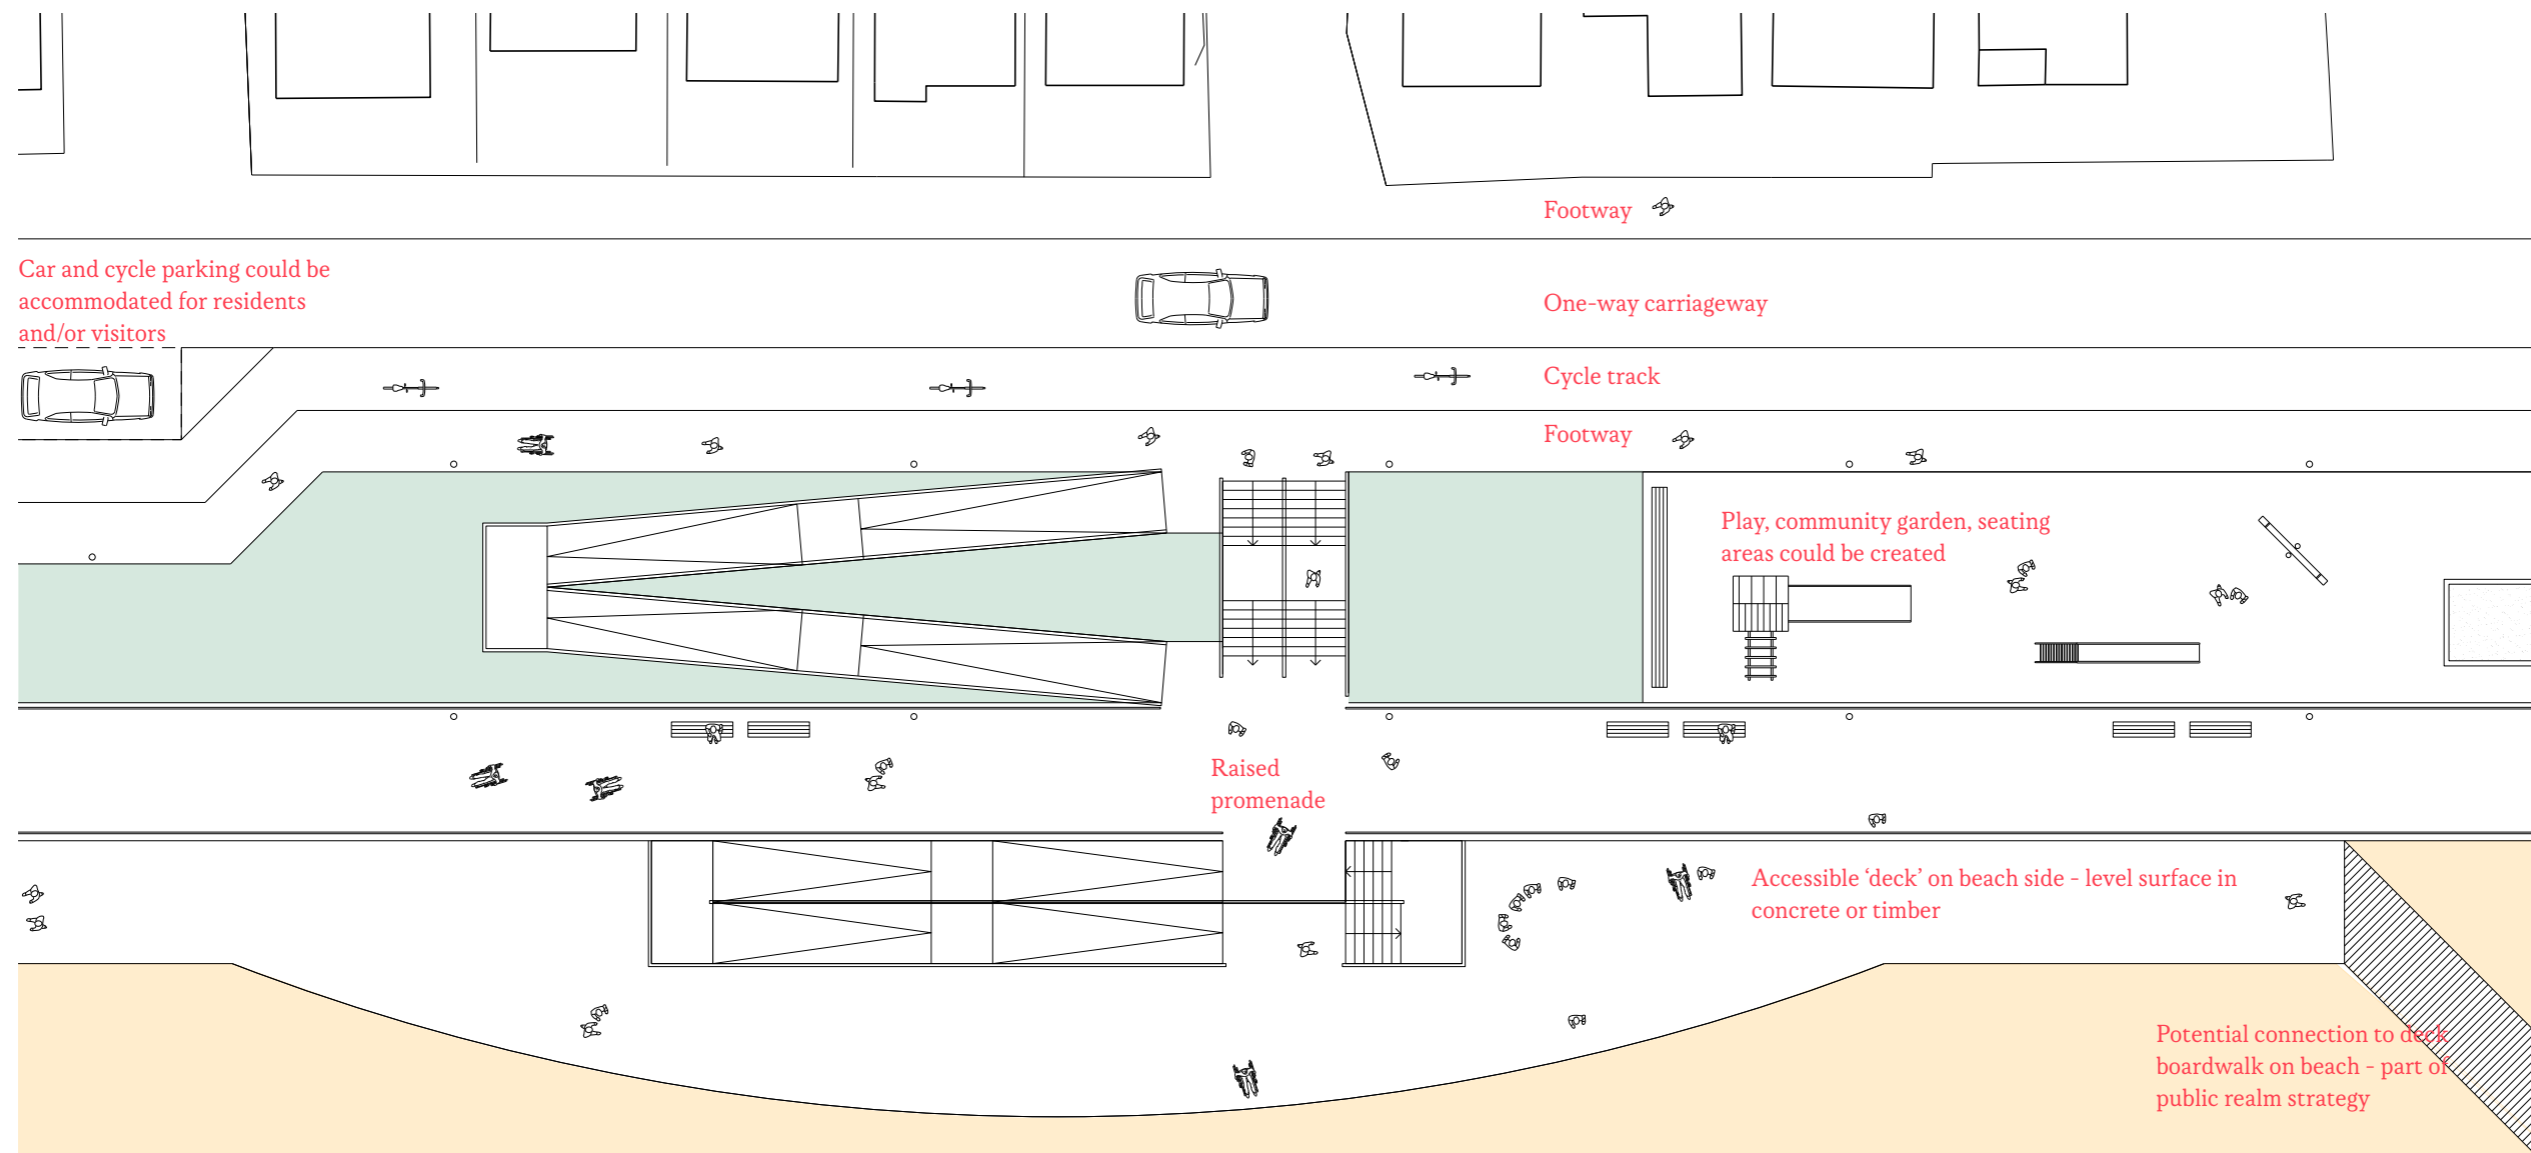 Footway
Car and cycle parking could be
accommodated for residents
and/or visitors
One-way carriageway
Cycle track
Footway
Play, community garden, seating
areas could be created
Raised
promenade
Accessible ‘deck’ on beach side - level surface in
concrete or timber
Potential connection to deck
boardwalk on beach - part of
public realm strategy